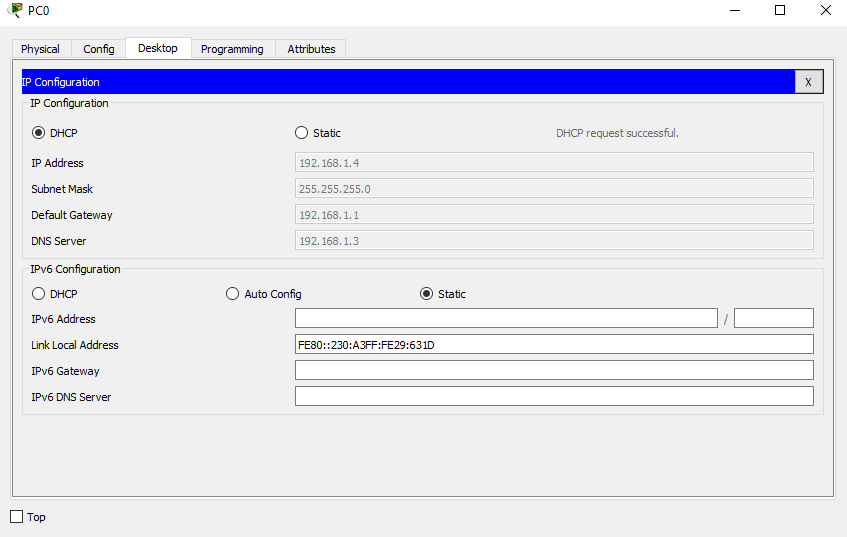 PC0
Physical Config Desktop Programming Attributes
IP Configuration X
IP Configuration
DHCP Static DHCP request successful.
IP Address 192.168.1.4
Subnet Mask 255.255.255.0
Default Gateway 192.168.1.1
DNS Server 192.168.1.3
IPv6 Configuration
DHCP Auto Config Static
IPv6 Address /
Link Local Address FE80::230:A3FF:FE29:631D
IPv6 Gateway
IPv6 DNS Server
Top